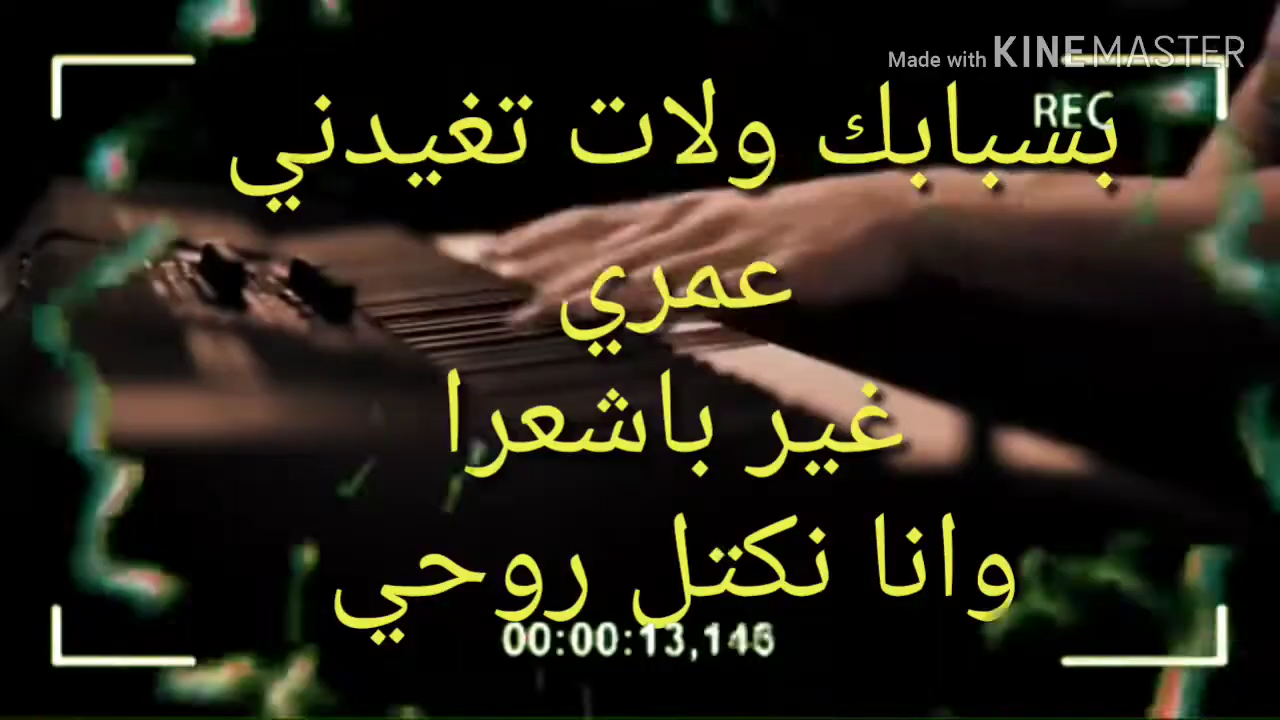 Made with KINEMASTER
REC
بسبابك ولات تغيدني
عمري
غير باشعرا
وانا نكتل روحي
00:00:13,146